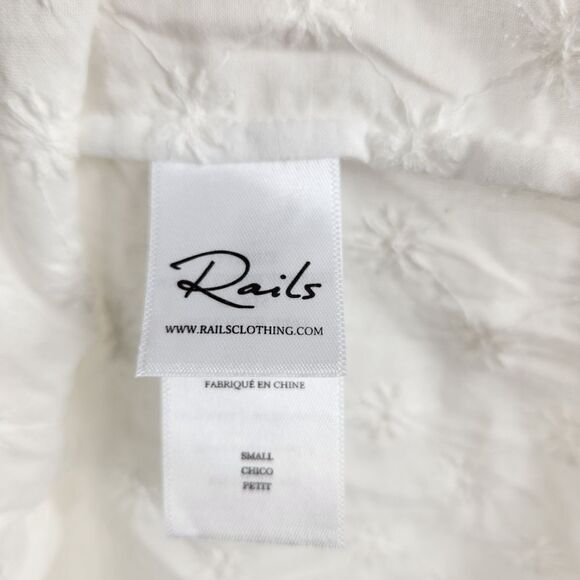 Rails
WWW.RAILSCLOTHING.COM
FABRIQUÉ EN CHINE
SMALL
CHICO
PETIT